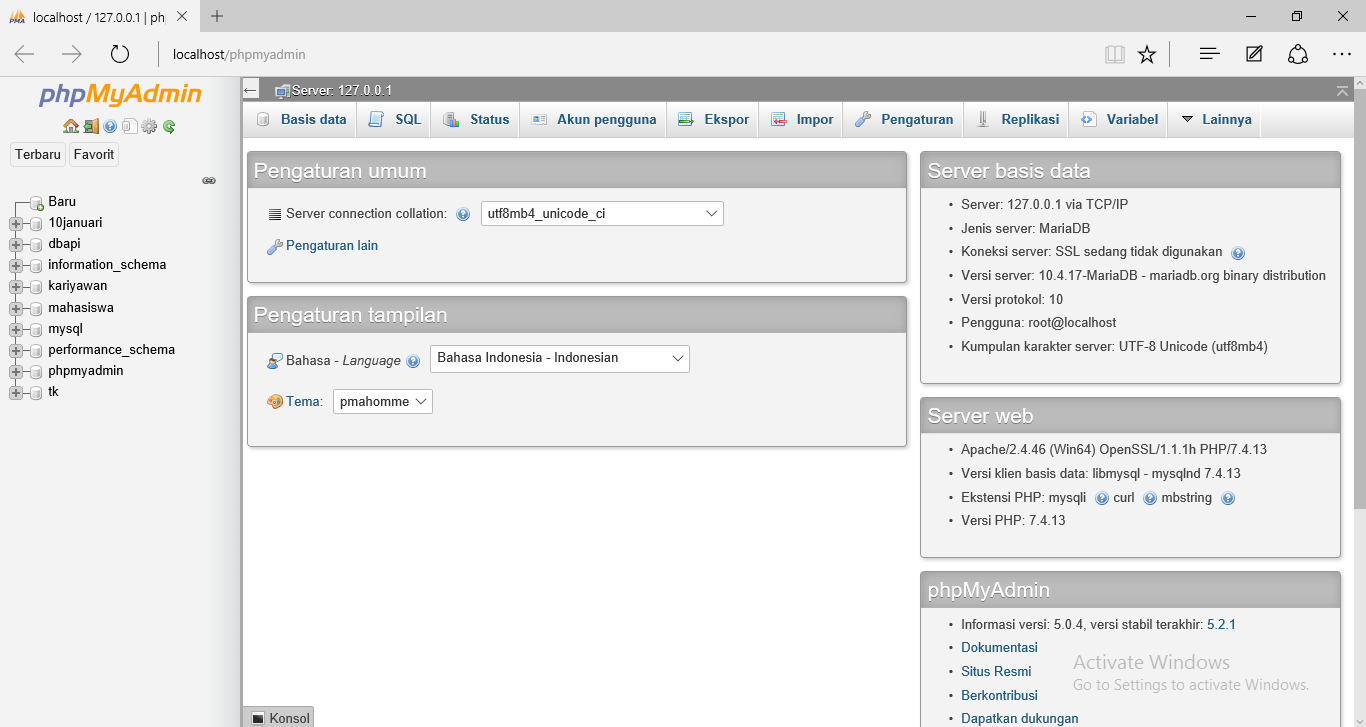 localhost / 127.0.0.1 | ph
localhost/phpmyadmin
phpMyAdmin
Terbaru Favorit
Baru
10januari
dbapi
information_schema
kariyawan
mahasiswa
mysql
performance_schema
phpmyadmin
tk
Server: 127.0.0.1
Basis data SQL Status Akun pengguna Ekspor Impor Pengaturan Replikasi Variabel Lainnya
Pengaturan umum
Server connection collation: utf8mb4_unicode_ci
Pengaturan lain
Pengaturan tampilan
Bahasa - Language Bahasa Indonesia - Indonesian
Tema: pmahomme
Server basis data
• Server: 127.0.0.1 via TCP/IP
• Jenis server: MariaDB
• Koneksi server: SSL sedang tidak digunakan
• Versi server: 10.4.17-MariaDB - mariadb.org binary distribution
• Versi protokol: 10
• Pengguna: root@localhost
• Kumpulan karakter server: UTF-8 Unicode (utf8mb4)
Server web
• Apache/2.4.46 (Win64) OpenSSL/1.1.1h PHP/7.4.13
• Versi klien basis data: libmysql - mysqlnd 7.4.13
• Ekstensi PHP: mysqli curl mbstring
• Versi PHP: 7.4.13
phpMyAdmin
• Informasi versi: 5.0.4, versi stabil terakhir: 5.2.1
• Dokumentasi
• Situs Resmi
• Berkontribusi
• Dapatkan dukungan
Activate Windows
Go to Settings to activate Windows.
Konsol